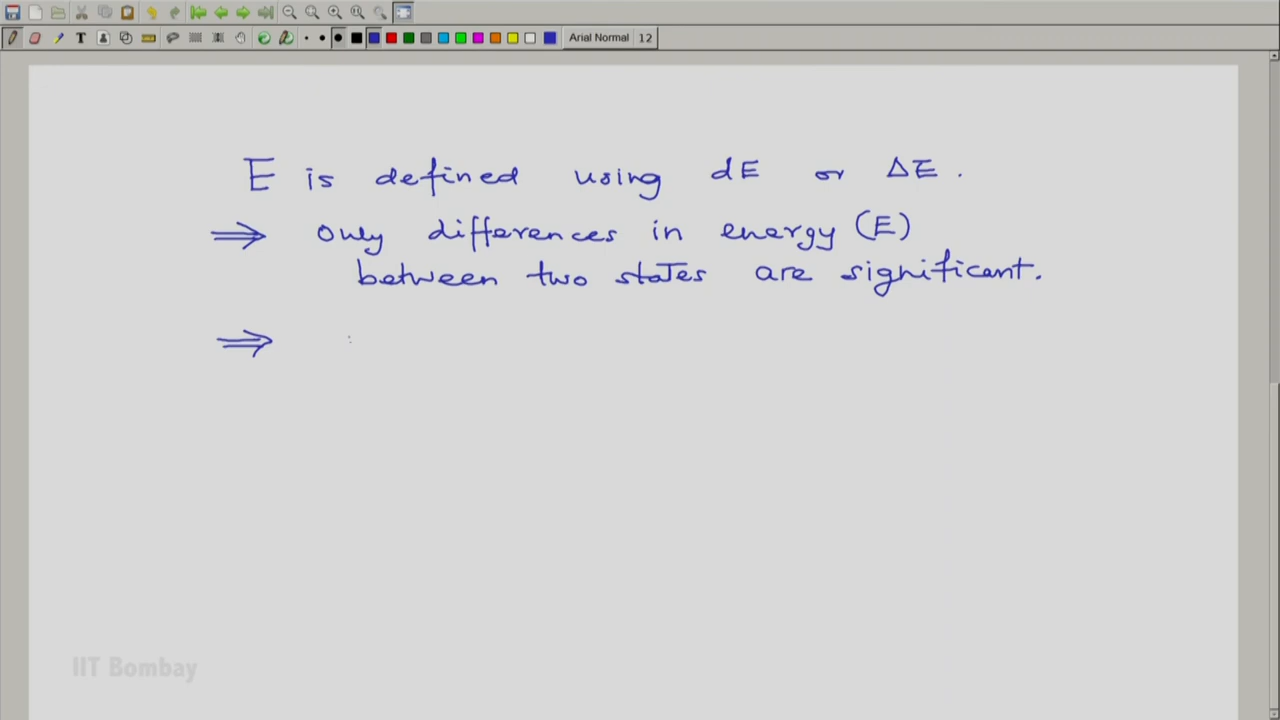 Arial Normal 12
E is defined using dE or ΔE.
⇒ only differences in energy (E)
between two states are significant.
⇒
IIT Bombay